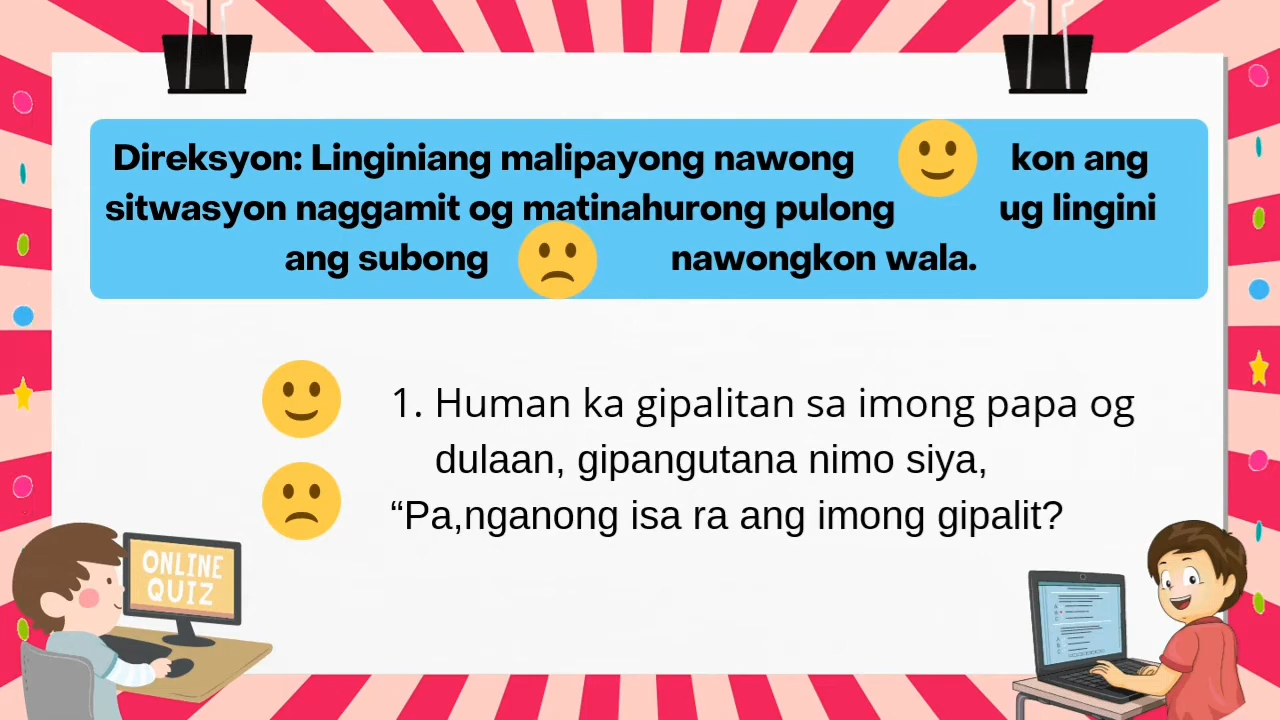 Direksyon: Linginiang malipayong nawong kon ang
sitwasyon naggamit og matinahurong pulong ug lingini
ang subong nawongkon wala.
1. Human ka gipalitan sa imong papa og
dulaan, gipangutana nimo siya,
“Pa,nganong isa ra ang imong gipalit?
ONLINE
QUIZ